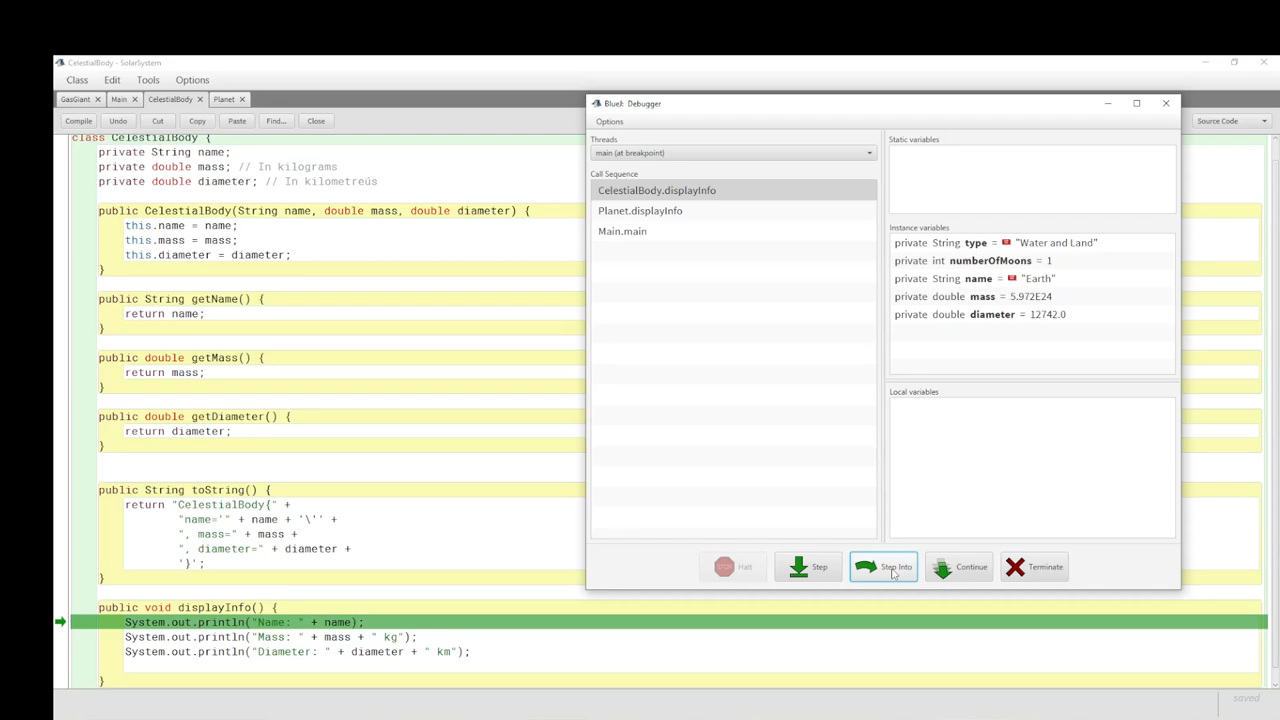 CelestialBody - SolarSystem
Class Edit Tools Options
GasGiant Main CelestialBody Planet
Compile Undo Cut Copy Paste Find... Close Source Code
class CelestialBody {
private String name;
private double mass; // In kilograms
private double diameter; // In kilometreús
public CelestialBody(String name, double mass, double diameter) {
this.name = name;
this.mass = mass;
this.diameter = diameter;
}
public String getName() {
return name;
}
public double getMass() {
return mass;
}
public double getDiameter() {
return diameter;
}
public String toString() {
return "CelestialBody{" +
"name='" + name + '\'' +
", mass=" + mass +
", diameter=" + diameter +
'}';
}
public void displayInfo() {
System.out.println("Name: " + name);
System.out.println("Mass: " + mass + " kg");
System.out.println("Diameter: " + diameter + " km");
}
saved
BlueJ: Debugger
Options
Threads
main (at breakpoint)
Call Sequence
CelestialBody.displayInfo
Planet.displayInfo
Main.main
Static variables
Instance variables
private String type = "Water and Land"
private int numberOfMoons = 1
private String name = "Earth"
private double mass = 5.972E24
private double diameter = 12742.0
Local variables
STOP Halt Step Step Into Continue Terminate